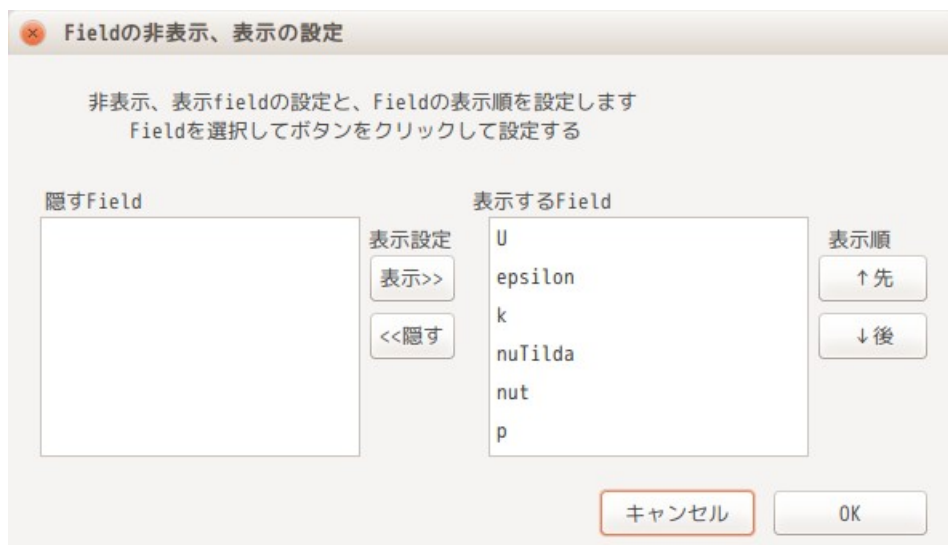 Fieldの非表示、表示の設定
非表示、表示fieldの設定と、Fieldの表示順を設定します
Fieldを選択してボタンをクリックして設定する
隠すField
表示するField
表示設定
表示>>
<<隠す
U
epsilon
k
nuTilda
nut
p
表示順
↑先
↓後
キャンセル
OK